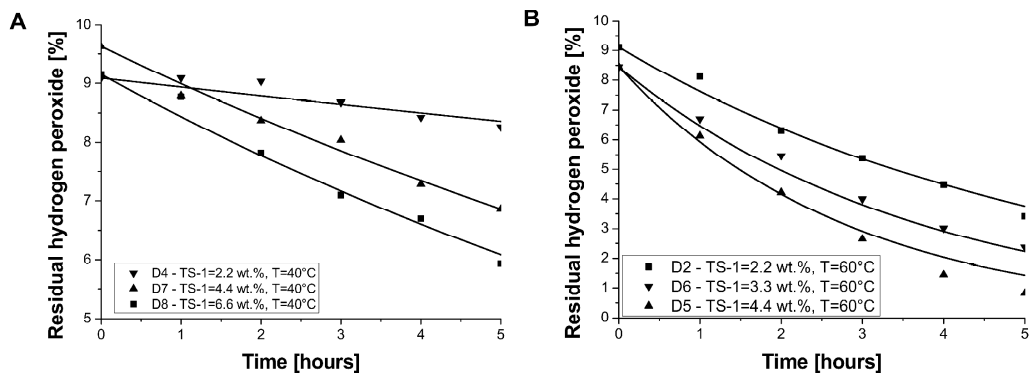 A
Residual hydrogen peroxide [%]
10
9
8
7
6
5
D4 - TS-1=2.2 wt.%, T=40°C
D7 - TS-1=4.4 wt.%, T=40°C
D8 - TS-1=6.6 wt.%, T=40°C
0 1 2 3 4 5
Time [hours]
B
Residual hydrogen peroxide [%]
10
9
8
7
6
5
4
3
2
1
0
D2 - TS-1=2.2 wt.%, T=60°C
D6 - TS-1=3.3 wt.%, T=60°C
D5 - TS-1=4.4 wt.%, T=60°C
0 1 2 3 4 5
Time [hours]